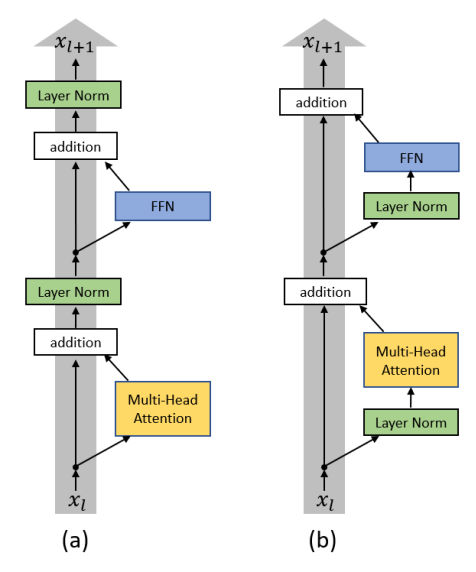 x_{l+1}
Layer Norm
addition
FFN
Layer Norm
addition
Multi-Head
Attention
x_l
(a)
x_{l+1}
addition
FFN
Layer Norm
addition
Multi-Head
Attention
Layer Norm
x_l
(b)